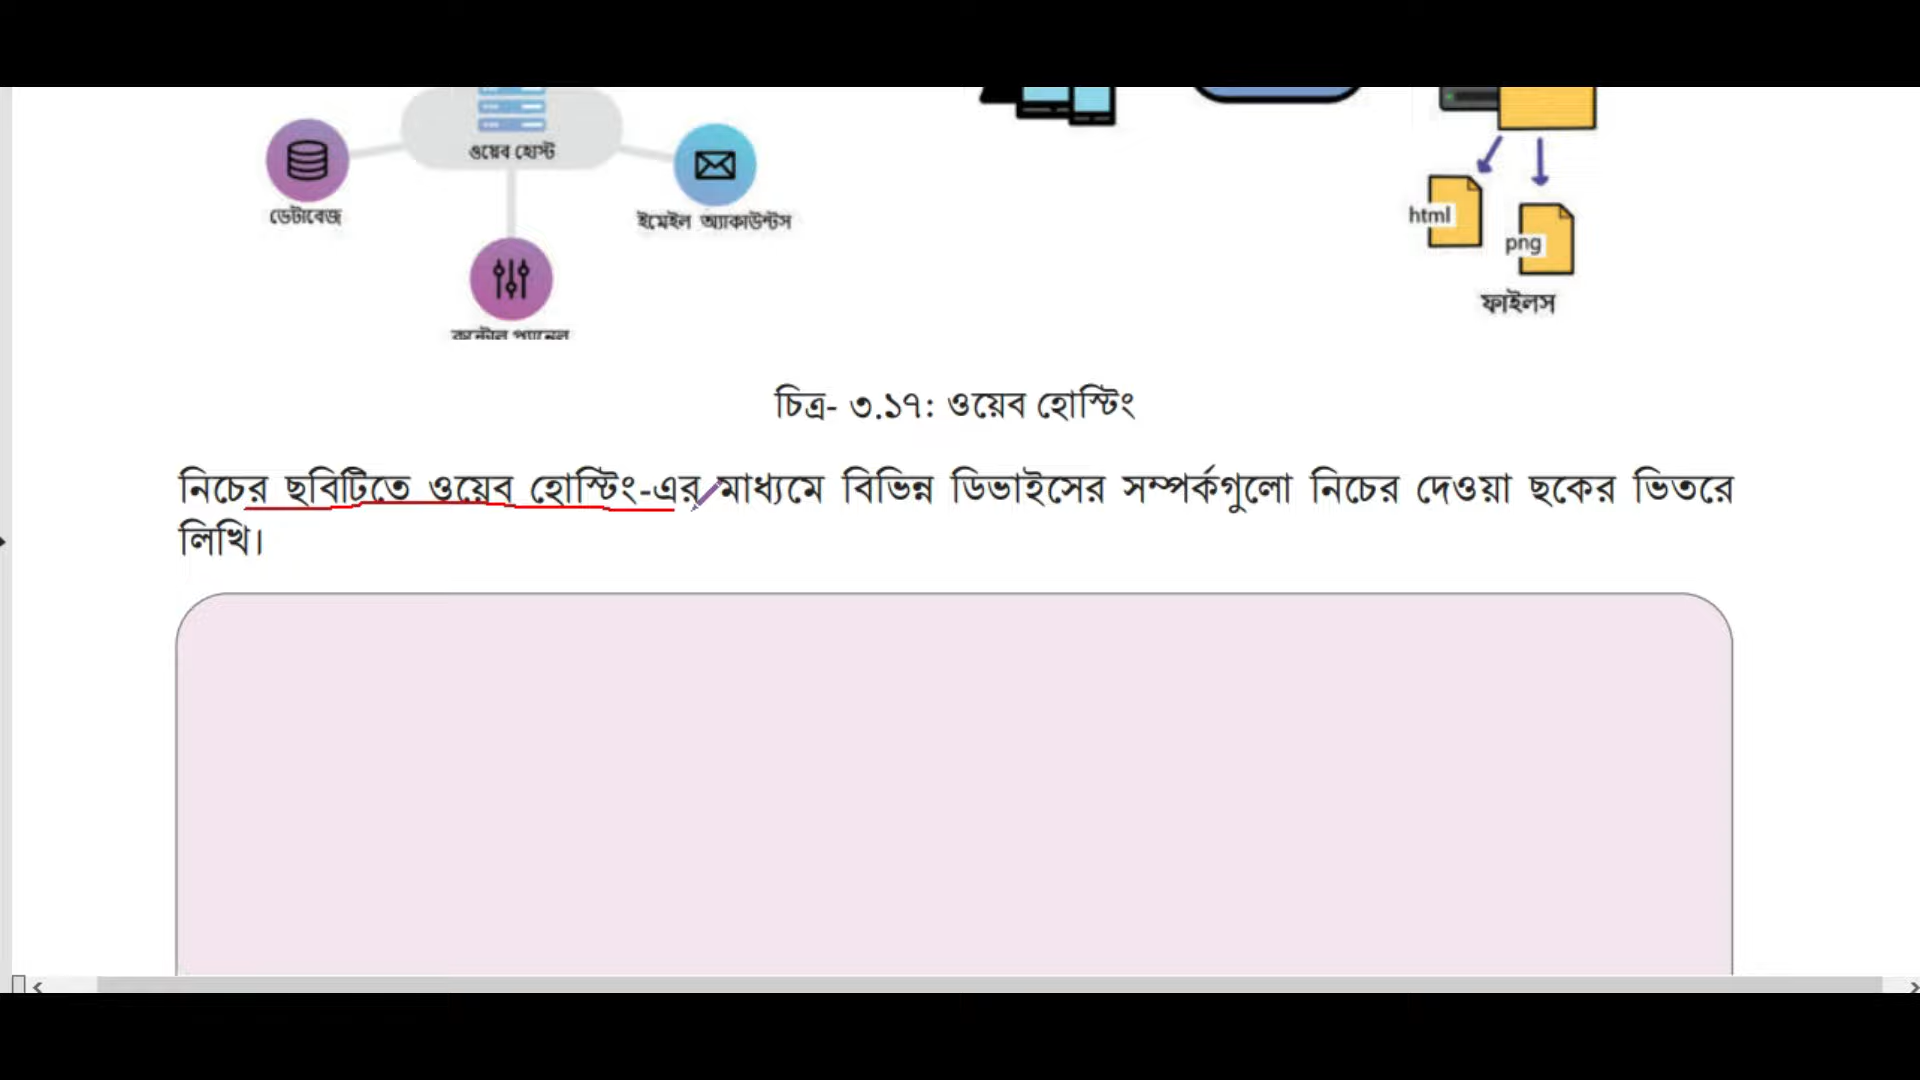 ওয়েব হোস্ট
ডেটাবেজ
ইমেইল অ্যাকাউন্টস
কন্ট্রোল প্যানেল
html
png
ফাইলস
চিত্র- ৩.১৭: ওয়েব হোস্টিং
নিচের ছবিটিতে ওয়েব হোস্টিং-এর মাধ্যমে বিভিন্ন ডিভাইসের সম্পর্কগুলো নিচের দেওয়া ছকের ভিতরে
লিখি।